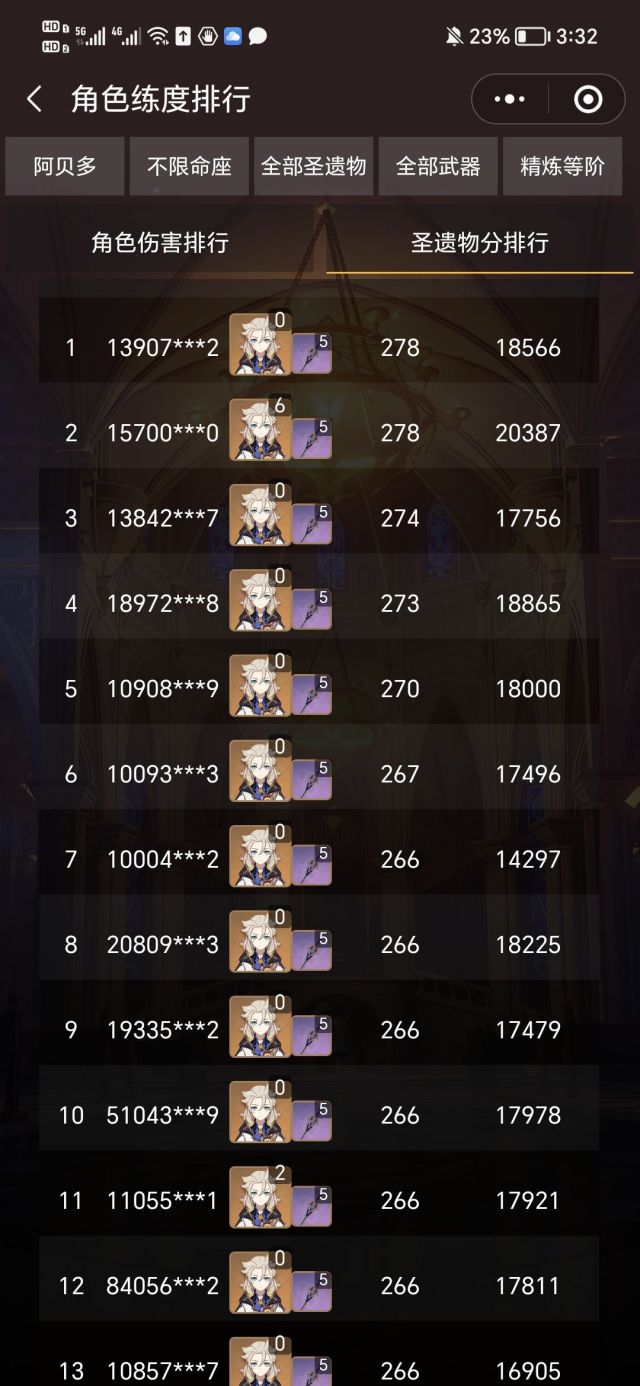 HD 1 5G 4G 23% 3:32
HD 2
角色练度排行
阿贝多 不限命座 全部圣遗物 全部武器 精炼等阶
角色伤害排行 圣遗物分排行
1 13907***2 0 5 278 18566
2 15700***0 6 5 278 20387
3 13842***7 0 5 274 17756
4 18972***8 0 5 273 18865
5 10908***9 0 5 270 18000
6 10093***3 0 5 267 17496
7 10004***2 0 5 266 14297
8 20809***3 0 5 266 18225
9 19335***2 0 5 266 17479
10 51043***9 0 5 266 17978
11 11055***1 2 5 266 17921
12 84056***2 0 5 266 17811
13 10857***7 0 5 266 16905